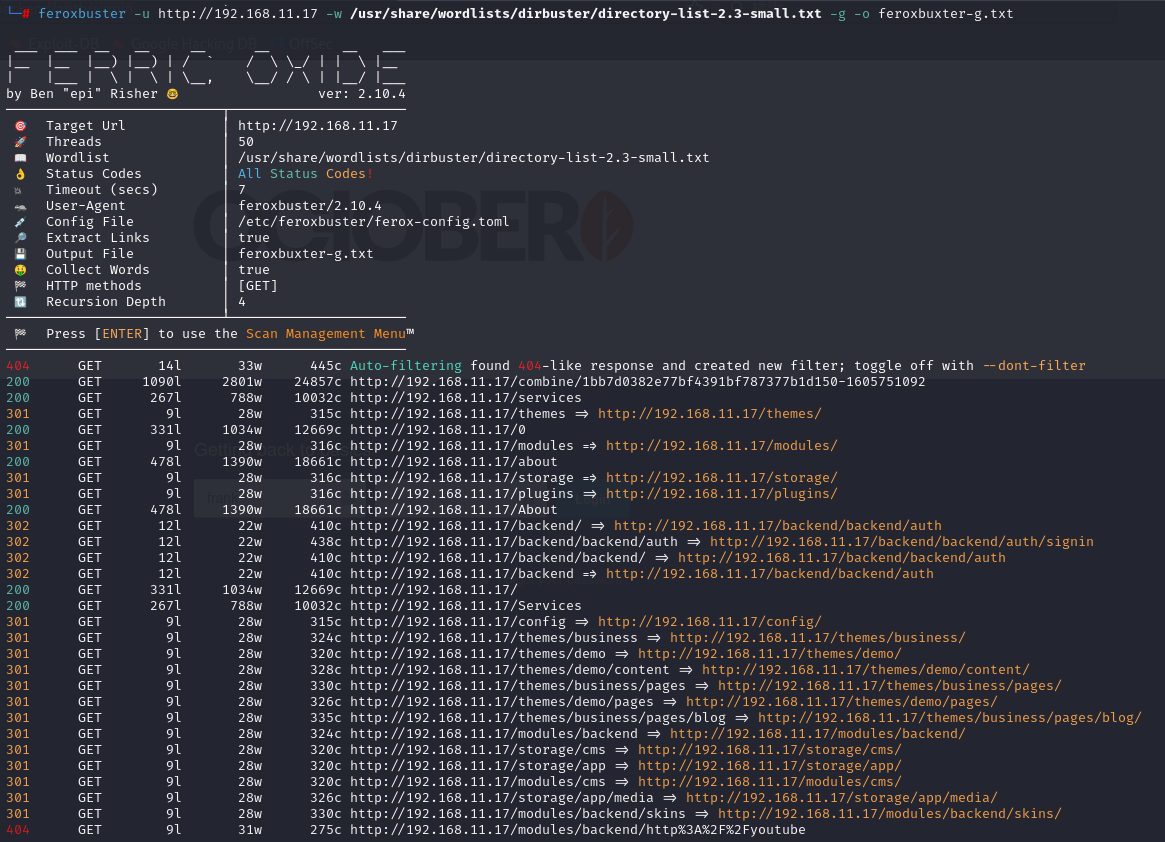 └─# feroxbuster -u http://192.168.11.17 -w /usr/share/wordlists/dirbuster/directory-list-2.3-small.txt -g -o feroxbuxter-g.txt
FERRIC OXIDE
by Ben "epi" Risher 🤓 ver: 2.10.4
🎯 Target Url │ http://192.168.11.17
🚀 Threads │ 50
📖 Wordlist │ /usr/share/wordlists/dirbuster/directory-list-2.3-small.txt
👌 Status Codes │ All Status Codes!
💥 Timeout (secs) │ 7
🦡 User-Agent │ feroxbuster/2.10.4
💉 Config File │ /etc/feroxbuster/ferox-config.toml
🔎 Extract Links │ true
💾 Output File │ feroxbuxter-g.txt
🤑 Collect Words │ true
🏁 HTTP methods │ [GET]
🔃 Recursion Depth │ 4
🏁 Press [ENTER] to use the Scan Management Menu™
404 GET 14l 33w 445c Auto-filtering found 404-like response and created new filter; toggle off with --dont-filter
200 GET 1090l 2801w 24857c http://192.168.11.17/combine/1bb7d0382e77bf4391bf787377b1d150-1605751092
200 GET 267l 788w 10032c http://192.168.11.17/services
301 GET 9l 28w 315c http://192.168.11.17/themes => http://192.168.11.17/themes/
200 GET 331l 1034w 12669c http://192.168.11.17/0
301 GET 9l 28w 316c http://192.168.11.17/modules => http://192.168.11.17/modules/
200 GET 478l 1390w 18661c http://192.168.11.17/about
301 GET 9l 28w 316c http://192.168.11.17/storage => http://192.168.11.17/storage/
301 GET 9l 28w 316c http://192.168.11.17/plugins => http://192.168.11.17/plugins/
200 GET 478l 1390w 18661c http://192.168.11.17/About
302 GET 12l 22w 410c http://192.168.11.17/backend/ => http://192.168.11.17/backend/backend/auth
302 GET 12l 22w 438c http://192.168.11.17/backend/backend/auth => http://192.168.11.17/backend/backend/auth/signin
302 GET 12l 22w 410c http://192.168.11.17/backend/backend/ => http://192.168.11.17/backend/backend/auth
302 GET 12l 22w 410c http://192.168.11.17/backend => http://192.168.11.17/backend/backend/auth
200 GET 331l 1034w 12669c http://192.168.11.17/
200 GET 267l 788w 10032c http://192.168.11.17/Services
301 GET 9l 28w 315c http://192.168.11.17/config => http://192.168.11.17/config/
301 GET 9l 28w 324c http://192.168.11.17/themes/business => http://192.168.11.17/themes/business/
301 GET 9l 28w 320c http://192.168.11.17/themes/demo => http://192.168.11.17/themes/demo/
301 GET 9l 28w 328c http://192.168.11.17/themes/demo/content => http://192.168.11.17/themes/demo/content/
301 GET 9l 28w 330c http://192.168.11.17/themes/business/pages => http://192.168.11.17/themes/business/pages/
301 GET 9l 28w 326c http://192.168.11.17/themes/demo/pages => http://192.168.11.17/themes/demo/pages/
301 GET 9l 28w 335c http://192.168.11.17/themes/business/pages/blog => http://192.168.11.17/themes/business/pages/blog/
301 GET 9l 28w 324c http://192.168.11.17/modules/backend => http://192.168.11.17/modules/backend/
301 GET 9l 28w 320c http://192.168.11.17/storage/cms => http://192.168.11.17/storage/cms/
301 GET 9l 28w 320c http://192.168.11.17/storage/app => http://192.168.11.17/storage/app/
301 GET 9l 28w 320c http://192.168.11.17/modules/cms => http://192.168.11.17/modules/cms/
301 GET 9l 28w 326c http://192.168.11.17/storage/app/media => http://192.168.11.17/storage/app/media/
301 GET 9l 28w 330c http://192.168.11.17/modules/backend/skins => http://192.168.11.17/modules/backend/skins/
404 GET 9l 31w 275c http://192.168.11.17/modules/backend/http%3A%2F%2Fyoutube